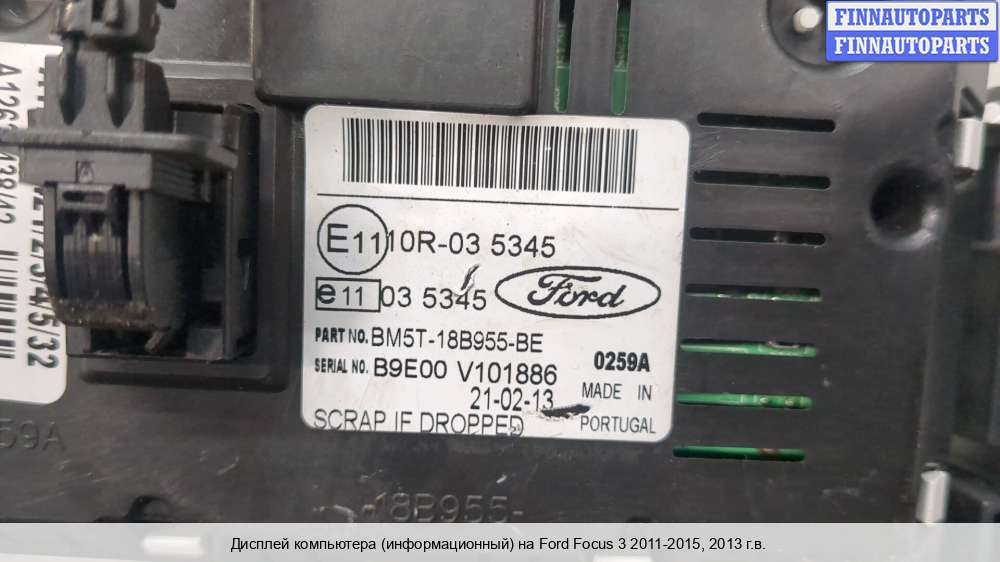 FINNAUTOPARTS
FINNAUTOPARTS
E11 10R-03 5345
e11 03 5345
Ford
PART NO. BM5T-18B955-BE
SERIAL NO. B9E00 V101886
0259A
21-02-13
MADE IN
PORTUGAL
SCRAP IF DROPPED
59A
-18B955-
Дисплей компьютера (информационный) на Ford Focus 3 2011-2015, 2013 г.в.